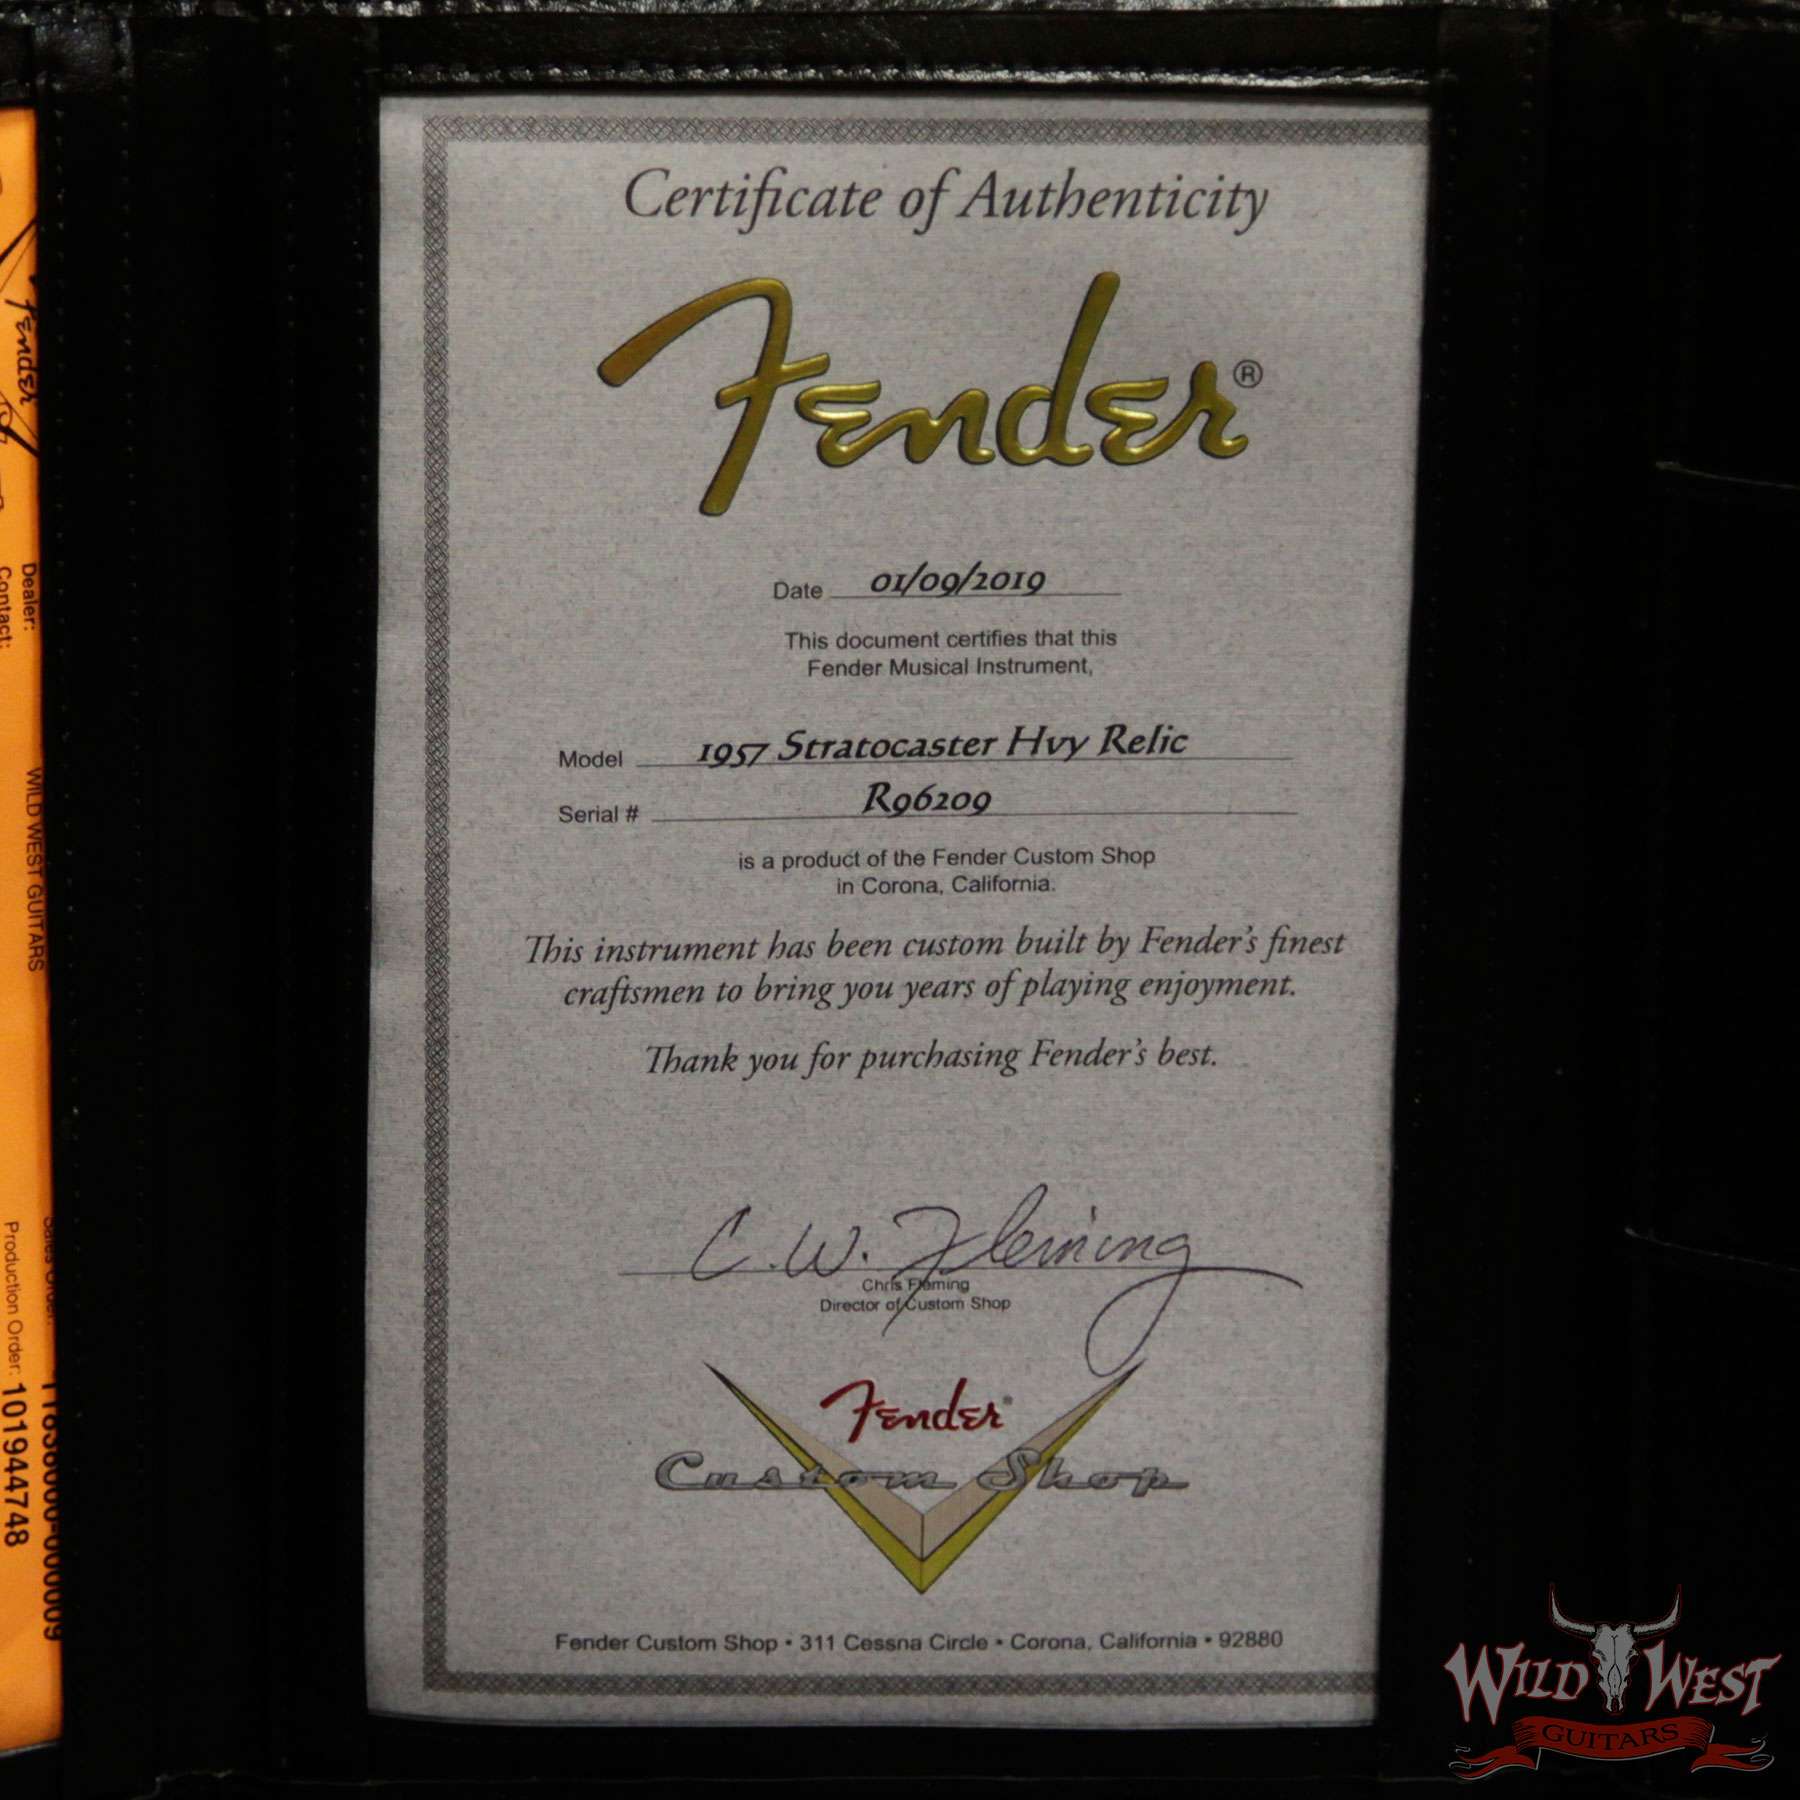 Certificate of Authenticity
Fender®
Date 01/09/2019
This document certifies that this
Fender Musical Instrument,
Model 1957 Stratocaster Hvy Relic
Serial # R96209
is a product of the Fender Custom Shop
in Corona, California.
This instrument has been custom built by Fender's finest
craftsmen to bring you years of playing enjoyment.
Thank you for purchasing Fender's best.
C.W. Fleming
Chris Fleming
Director of Custom Shop
Fender®
Custom Shop
Fender Custom Shop • 311 Cessna Circle • Corona, California • 92880
Fender
Dealer: WILD WEST GUITARS
Contact:
Sales Order:
Production Order: 101944748
WILD WEST
GUITARS